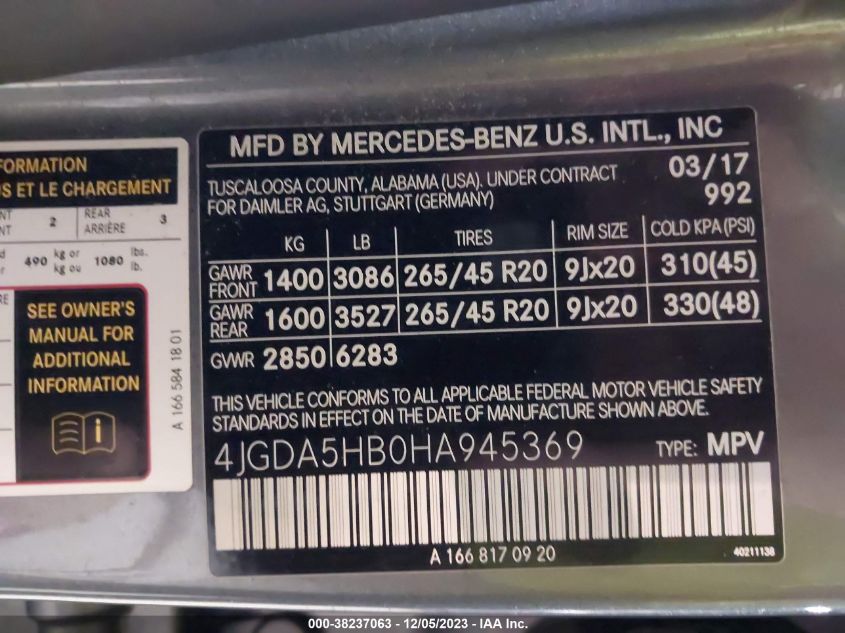 FORMATION
S ET LE CHARGEMENT
2 REAR ARRIÈRE 3
490 kg or kg ou 1080 lbs. lb.
SEE OWNER'S
MANUAL FOR
ADDITIONAL
INFORMATION
A 166 584 18 01
MFD BY MERCEDES-BENZ U.S. INTL., INC
TUSCALOOSA COUNTY, ALABAMA (USA). UNDER CONTRACT
FOR DAIMLER AG, STUTTGART (GERMANY)
03/17
992
KG LB TIRES RIM SIZE COLD KPA (PSI)
GAWR FRONT 1400 3086 265/45 R20 9Jx20 310(45)
GAWR REAR 1600 3527 265/45 R20 9Jx20 330(48)
GVWR 2850 6283
THIS VEHICLE CONFORMS TO ALL APPLICABLE FEDERAL MOTOR VEHICLE SAFETY
STANDARDS IN EFFECT ON THE DATE OF MANUFACTURE SHOWN ABOVE.
4JGDA5HB0HA945369 TYPE: MPV
A 166 817 09 20
40211138
000-38237063 - 12/05/2023 - IAA Inc.